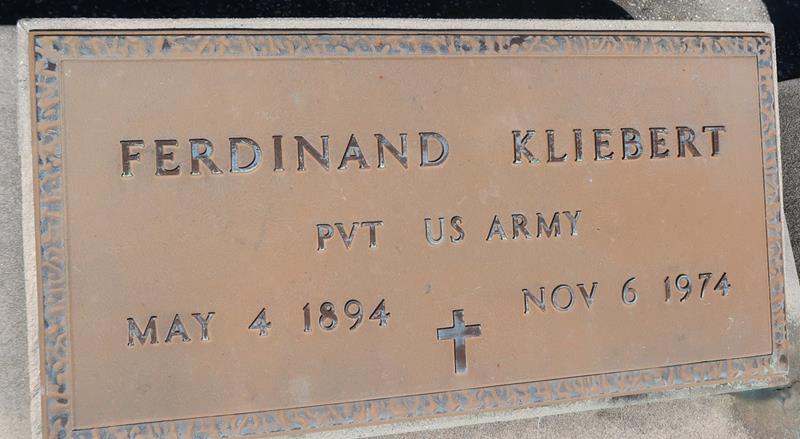 FERDINAND KLIEBERT
PVT US ARMY
MAY 4 1894 NOV 6 1974